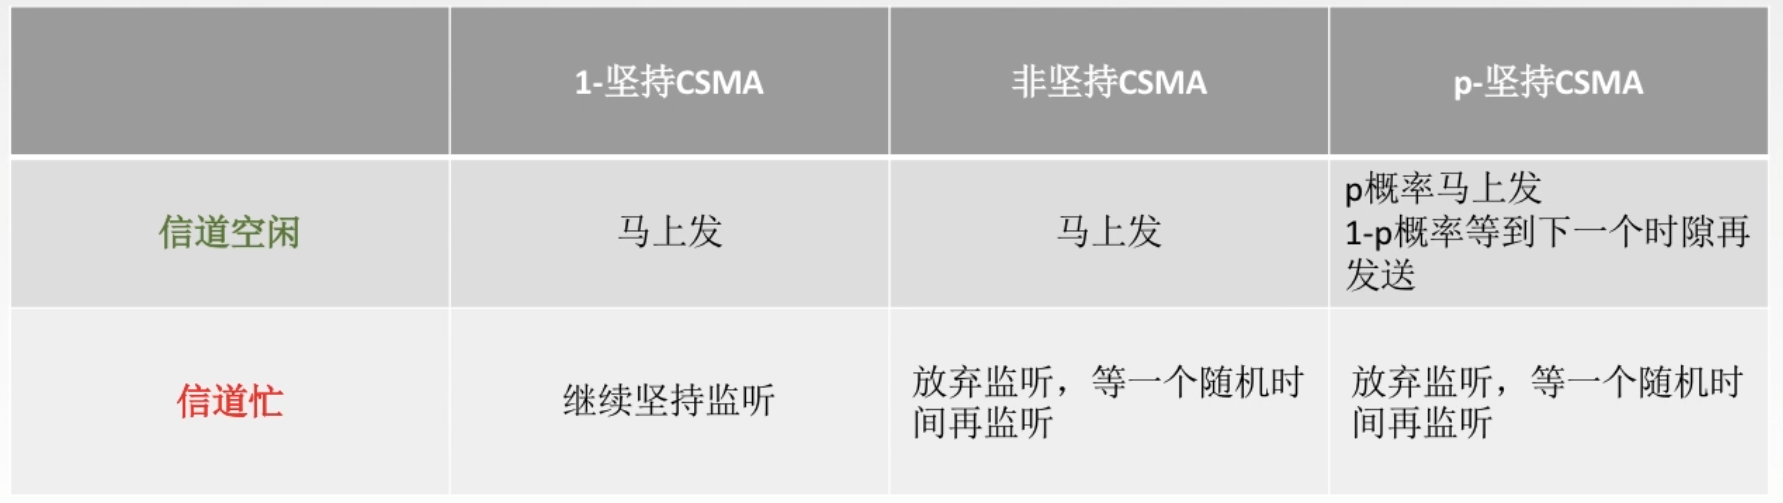 1-坚持CSMA
非坚持CSMA
p-坚持CSMA
信道空闲
马上发
马上发
p概率马上发
1-p概率等到下一个时隙再
发送
信道忙
继续坚持监听
放弃监听，等一个随机时
间再监听
放弃监听，等一个随机时
间再监听